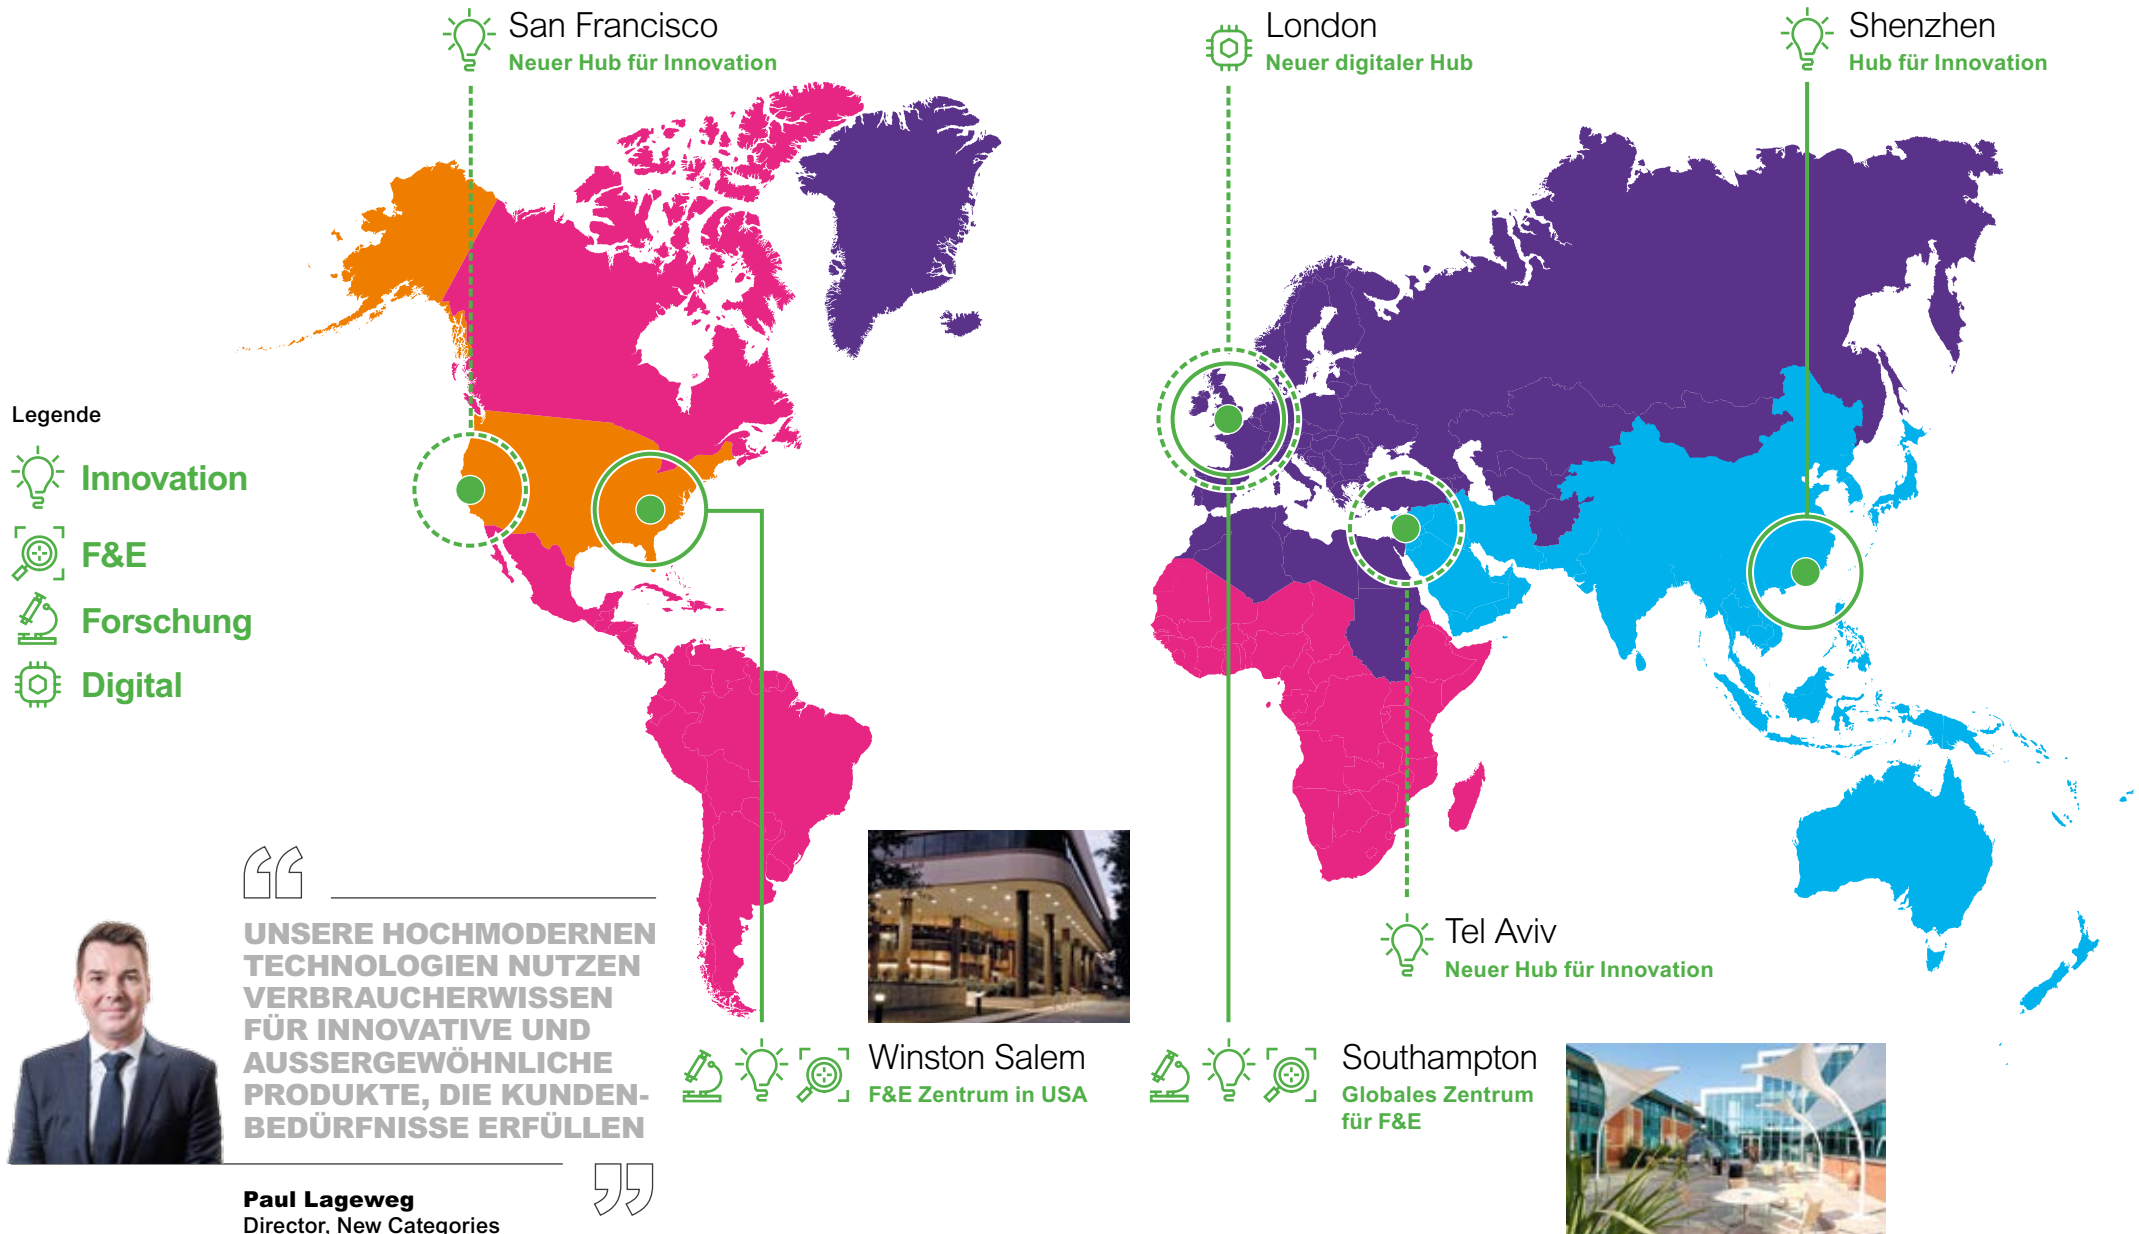 San Francisco
Neuer Hub für Innovation
London
Neuer digitaler Hub
Shenzhen
Hub für Innovation
Legende
Innovation
F&E
Forschung
Digital
“
UNSERE HOCHMODERNEN
TECHNOLOGIEN NUTZEN
VERBRAUCHERWISSEN
FÜR INNOVATIVE UND
AUSSERGEWÖHNLICHE
PRODUKTE, DIE KUNDEN-
BEDÜRFNISSE ERFÜLLEN
”
Paul Lageweg
Director, New Categories
Winston Salem
F&E Zentrum in USA
Tel Aviv
Neuer Hub für Innovation
Southampton
Globales Zentrum
für F&E